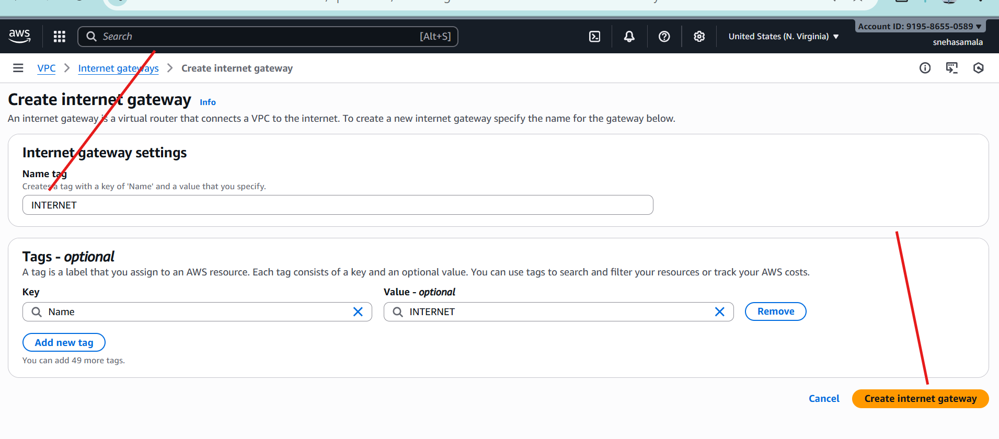 aws
Search [Alt+S]
United States (N. Virginia) ▼
Account ID: 9195-8655-0589 ▼
snehasamala
VPC > Internet gateways > Create internet gateway
Create internet gateway Info
An internet gateway is a virtual router that connects a VPC to the internet. To create a new internet gateway specify the name for the gateway below.
Internet gateway settings
Name tag
Creates a tag with a key of 'Name' and a value that you specify.
INTERNET
Tags - optional
A tag is a label that you assign to an AWS resource. Each tag consists of a key and an optional value. You can use tags to search and filter your resources or track your AWS costs.
Key Value - optional
Name INTERNET Remove
Add new tag
You can add 49 more tags.
Cancel Create internet gateway